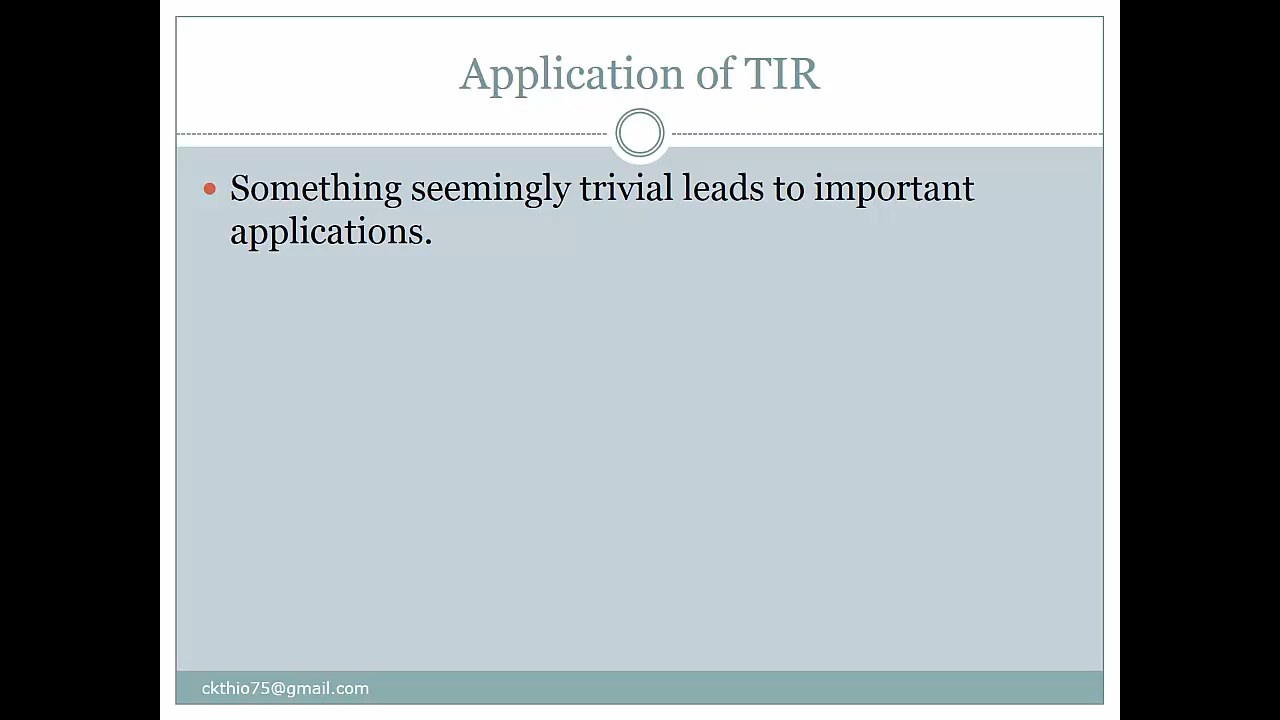 Application of TIR
Something seemingly trivial leads to important
applications.
ckthio75@gmail.com